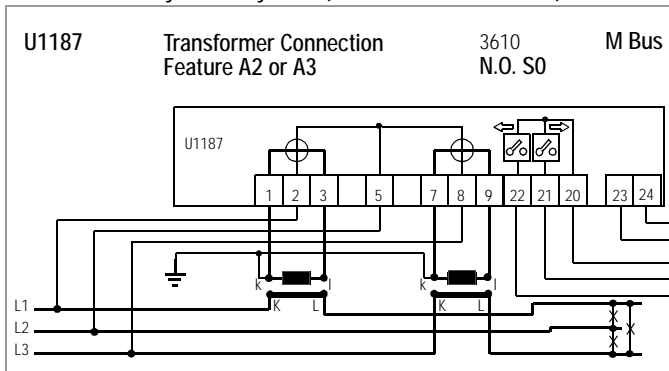 U1187 Transformer Connection 3610 M Bus
Feature A2 or A3 N.O. S0
U1187
1 2 3 5 7 8 9 22 21 20 23 24
k l k l
L1 K L K L
L2
L3